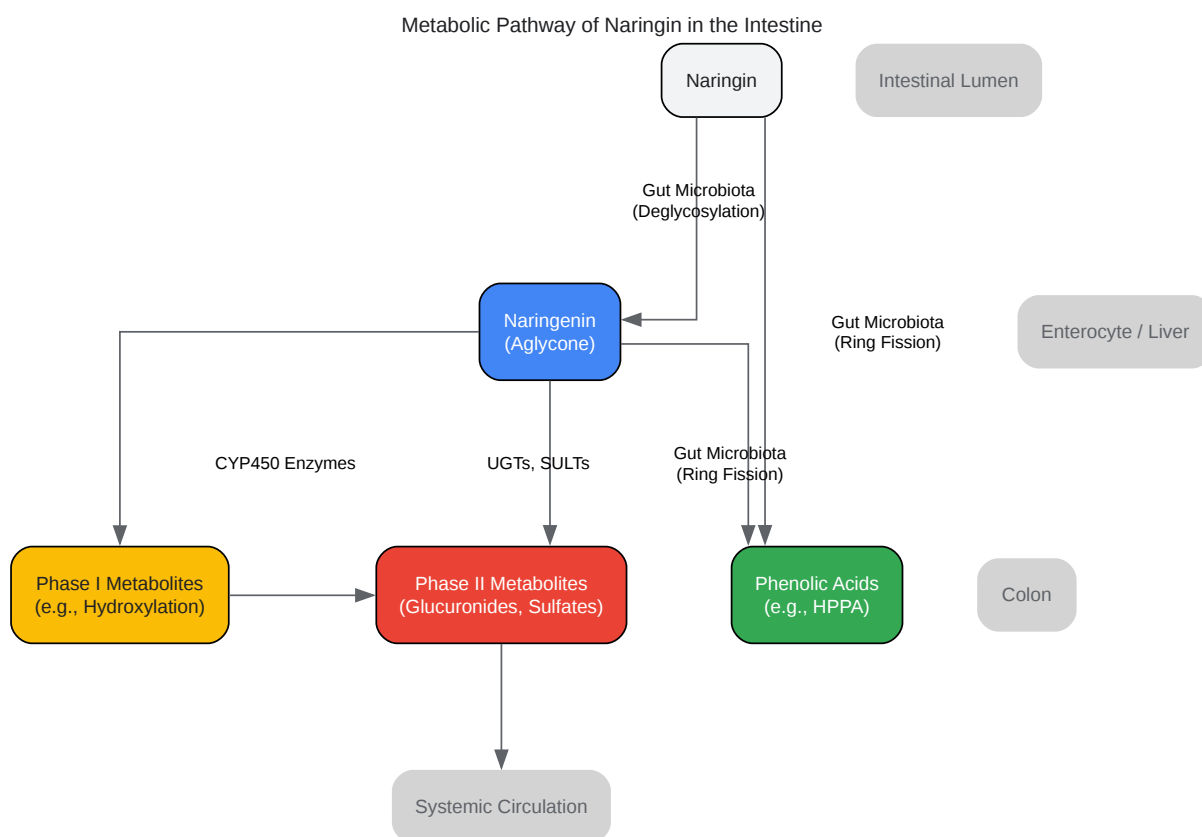 Metabolic Pathway of Naringin in the Intestine
Naringin
Intestinal Lumen
Gut Microbiota
(Deglycosylation)
Naringenin
(Aglycone)
Gut Microbiota
(Ring Fission)
Enterocyte / Liver
CYP450 Enzymes
UGTs, SULTs
Gut Microbiota
(Ring Fission)
Phase I Metabolites
(e.g., Hydroxylation)
Phase II Metabolites
(Glucuronides, Sulfates)
Phenolic Acids
(e.g., HPPA)
Colon
Systemic Circulation